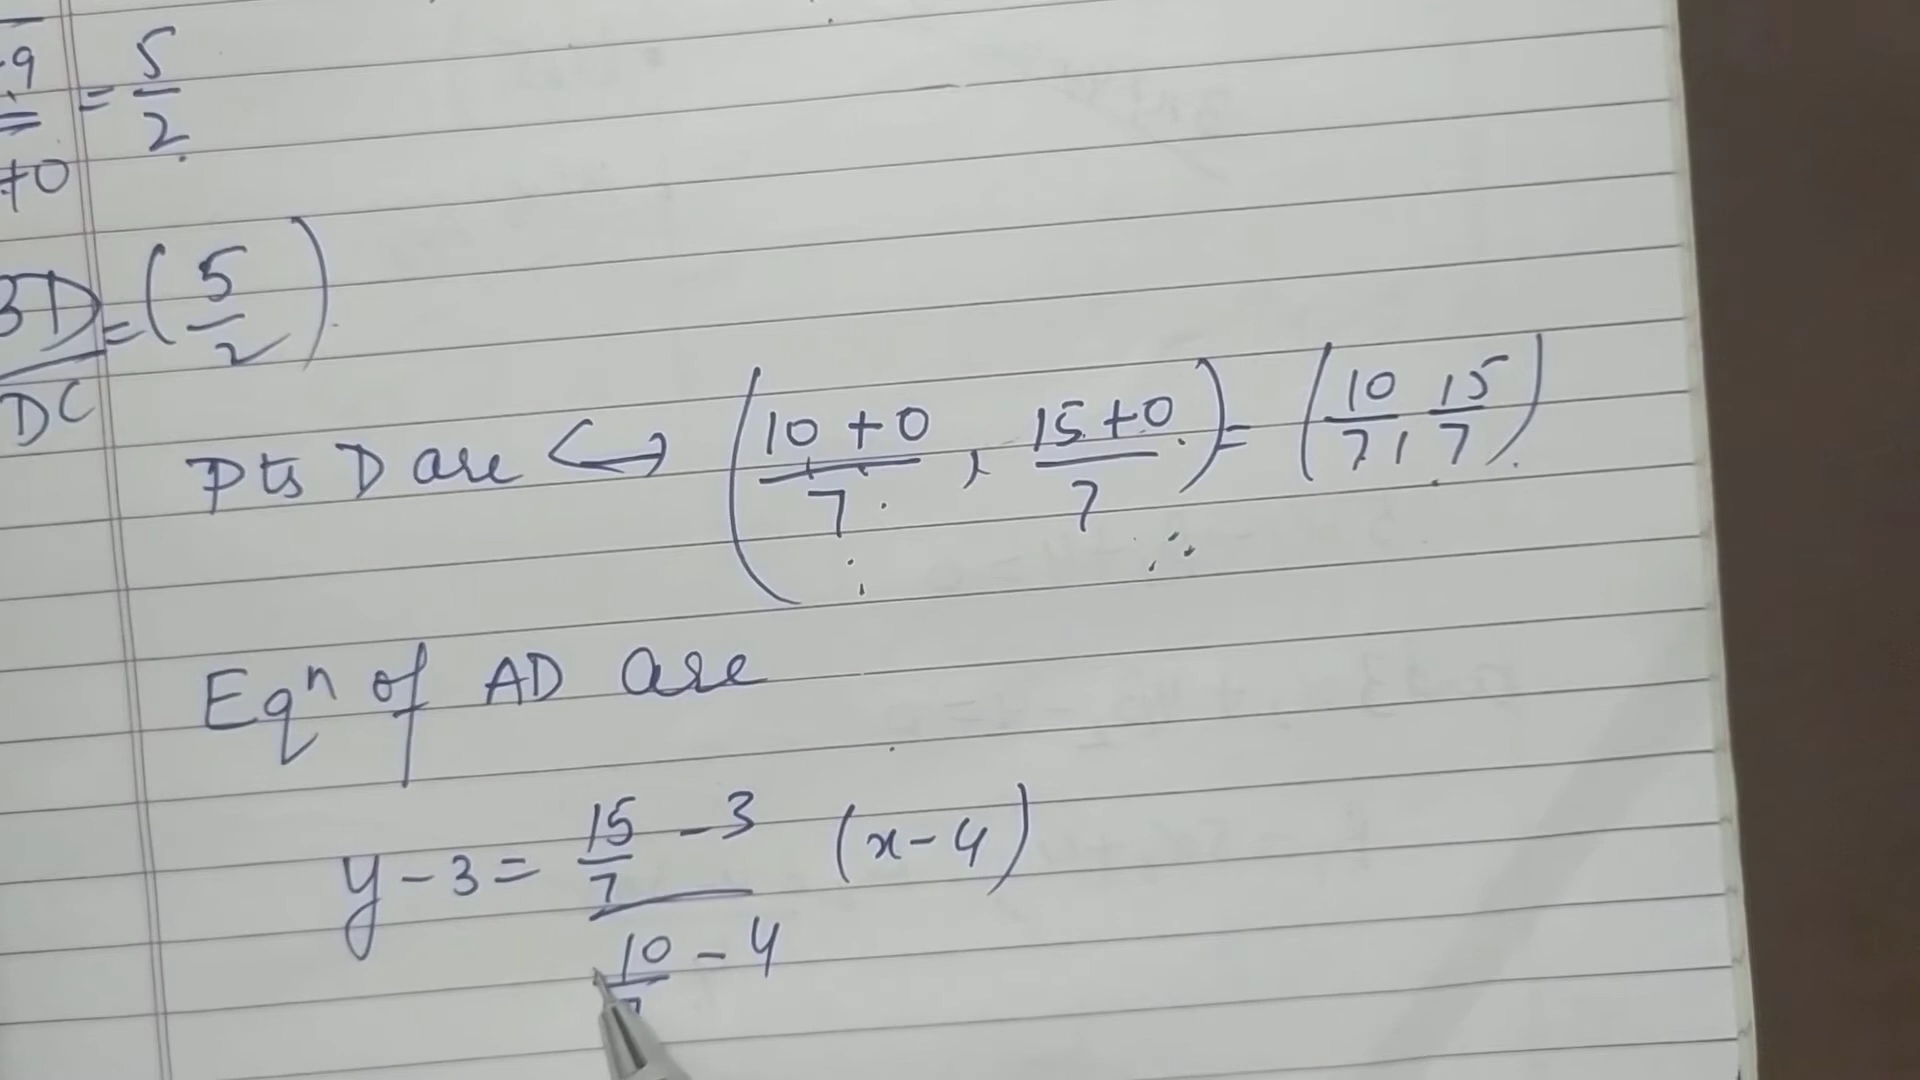 9/+0 = 5/2
BD/DC = (5/2)
Pts D are ↔ (10+0/7, 15+0/7) = (10/7, 15/7)
Eqⁿ of AD are
y-3 = 15/7 - 3 / 10/7 - 4 (x-4)